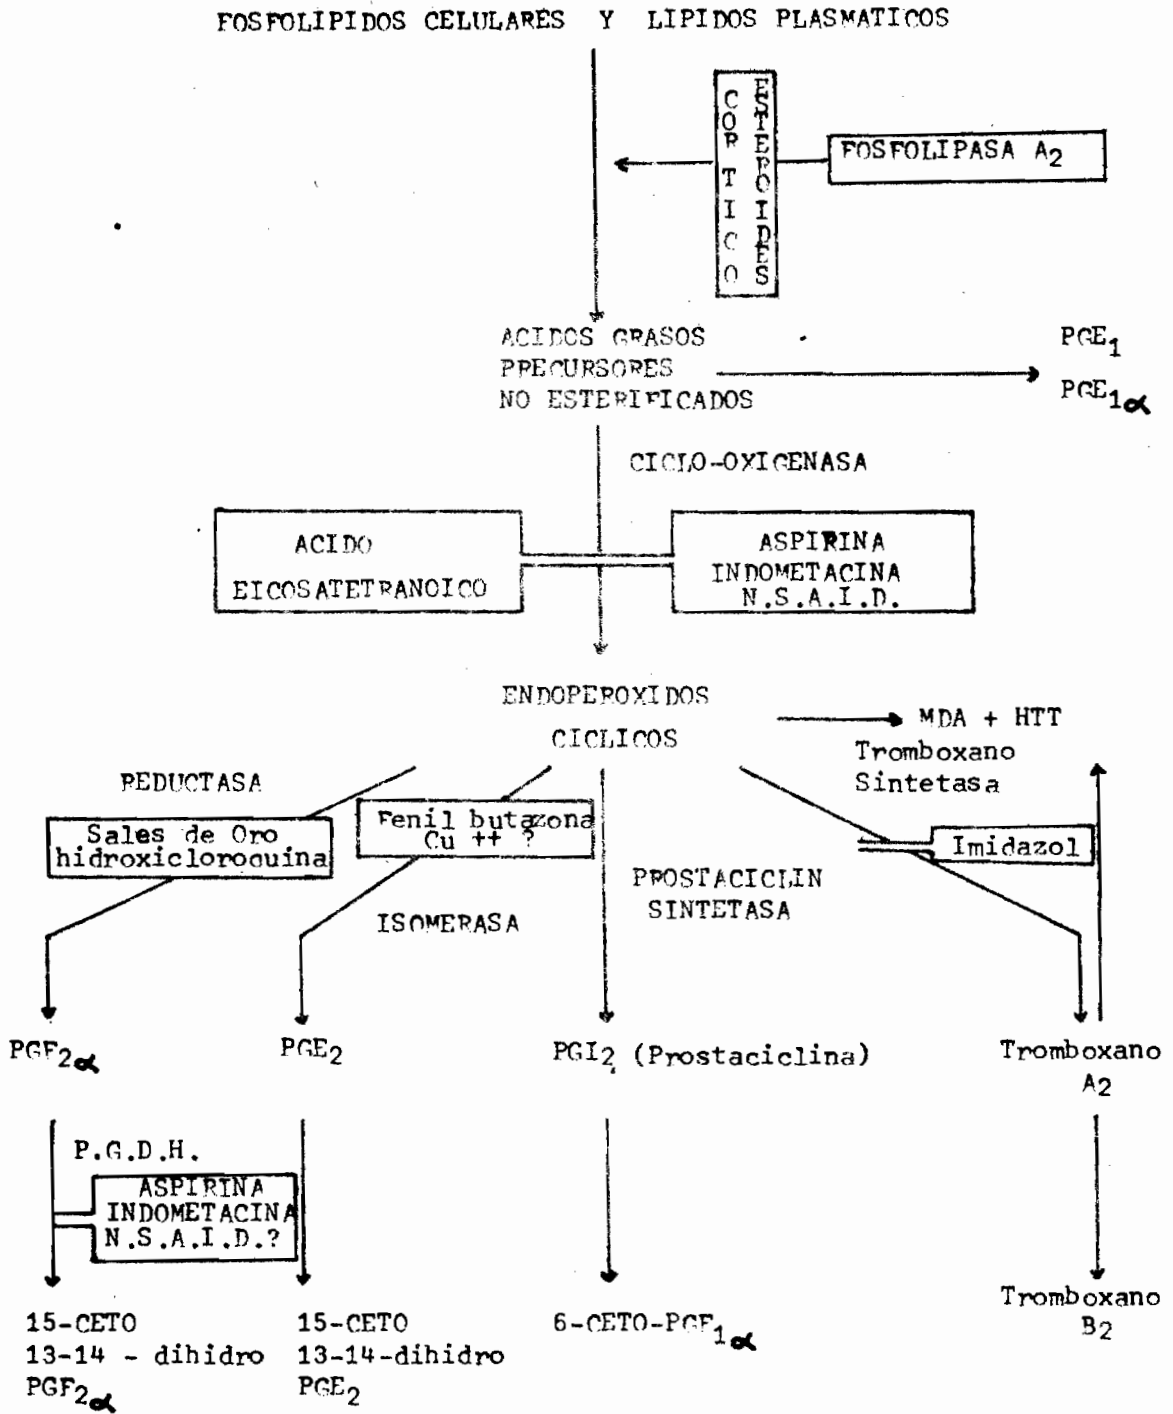 FOSFOLIPIDOS CELULARES Y LIPIDOS PLASMATICOS
CORTICO
ESTEROIDES
FOSFOLIPASA A2
ACIDOS GRASOS
PRECURSORES
NO ESTERIFICADOS
PGE1
PGE1α
CICLO-OXIGENASA
ACIDO
EICOSATETRANOICO
ASPIRINA
INDOMETACINA
N.S.A.I.D.
ENDOPEROXIDOS
CICLICOS
MDA + HTT
Tromboxano
Sintetasa
REDUCTASA
Sales de Oro
hidroxicloroquina
Fenil butazona
Cu ++ ?
Imidazol
ISOMERASA
PROSTACICLIN
SINTETASA
PGF2α
PGE2
PGI2 (Prostaciclina)
Tromboxano
A2
P.G.D.H.
ASPIRINA
INDOMETACINA
N.S.A.I.D.?
15-CETO
13-14 - dihidro
PGF2α
15-CETO
13-14-dihidro
PGE2
6-CETO-PGF1α
Tromboxano
B2